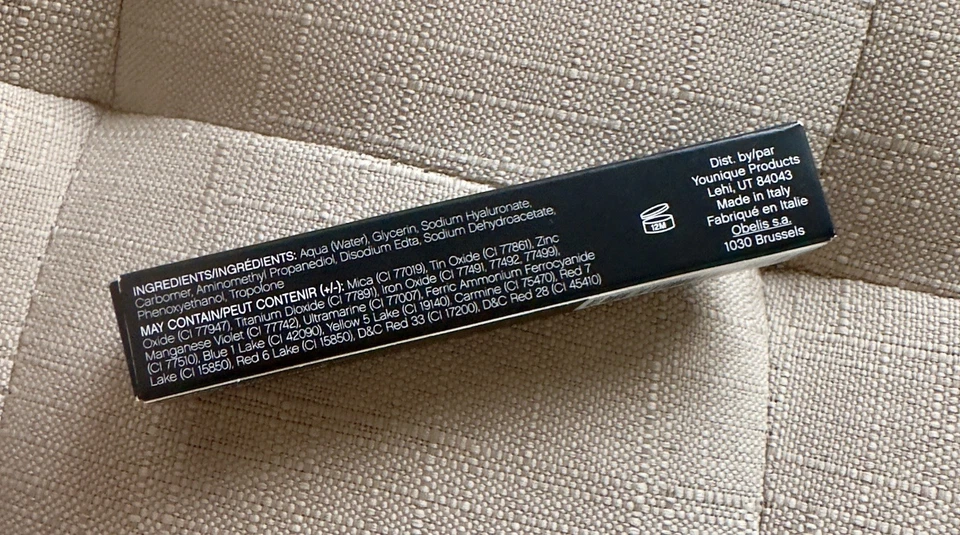 INGREDIENTS/INGRÉDIENTS: Aqua (Water), Glycerin, Sodium Hyaluronate,
Carbomer, Aminomethyl Propanediol, Disodium Edta, Sodium Dehydroacetate,
Phenoxyethanol, Tropolone
MAY CONTAIN/PEUT CONTENIR (+/-): Mica (CI 77019), Tin Oxide (CI 77861), Zinc
Oxide (CI 77947), Titanium Dioxide (CI 77891), Iron Oxide (CI 77491, 77492, 77499),
Manganese Violet (CI 77742), Ultramarine (CI 77007), Ferric Ammonium Ferrocyanide
(CI 77510), Blue 1 Lake (CI 42090), Yellow 5 Lake (CI 19140), Carmine (CI 75470), Red 7
Lake (CI 15850), Red 6 Lake (CI 15850), D&C Red 33 (CI 17200), D&C Red 28 (CI 45410)
12M
Dist. by/par
Younique Products
Lehi, UT 84043
Made in Italy
Fabriqué en Italie
Obelis s.a.
1030 Brussels